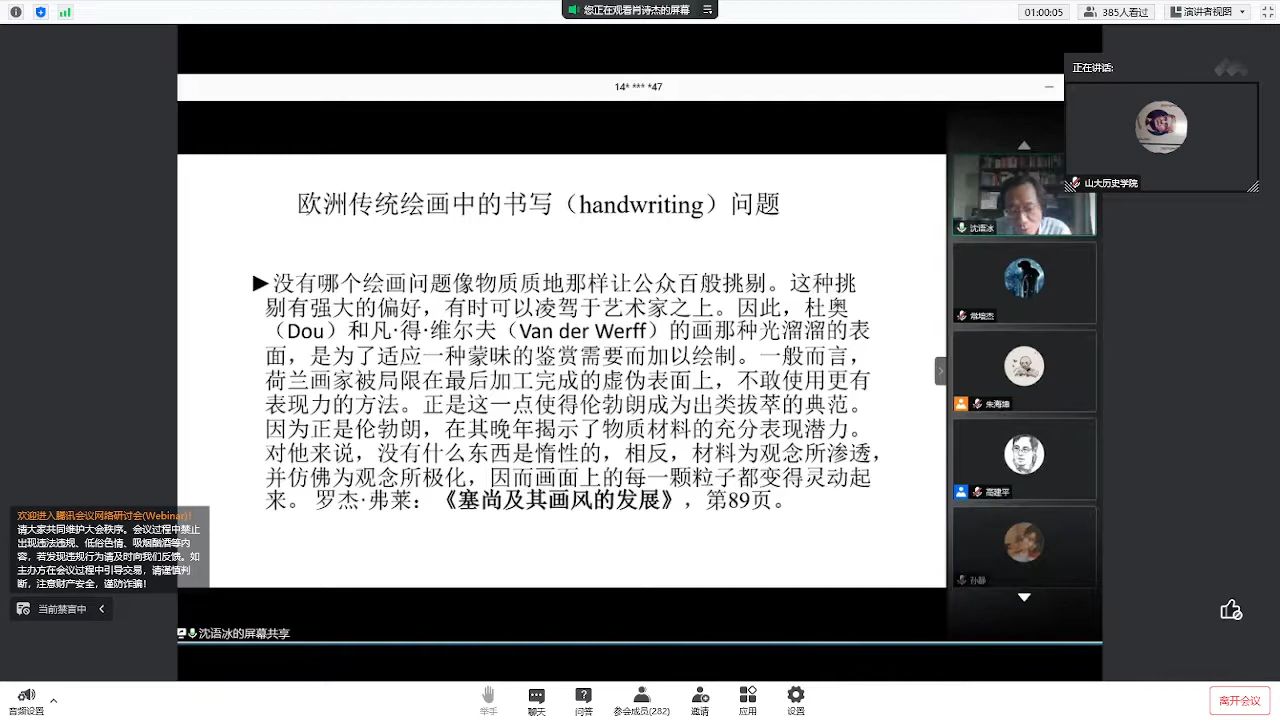 您正在观看肖诗杰的屏幕
01:00:05
385人看过
演讲者视图
正在讲话:
14* *** *47
山大历史学院
欧洲传统绘画中的书写（handwriting）问题
►没有哪个绘画问题像物质质地那样让公众百般挑剔。这种挑
剔有强大的偏好，有时可以凌驾于艺术家之上。因此，杜奥
（Dou）和凡·得·维尔夫（Van der Werff）的画那种光溜溜的表
面，是为了适应一种蒙昧的鉴赏需要而加以绘制。一般而言，
荷兰画家被局限在最后加工完成的虚伪表面上，不敢使用更有
表现力的方法。正是这一点使得伦勃朗成为出类拔萃的典范。
因为正是伦勃朗，在其晚年揭示了物质材料的充分表现潜力。
对他来说，没有什么东西是惰性的，相反，材料为观念所渗透，
并仿佛为观念所极化，因而画面上的每一颗粒子都变得灵动起
来。 罗杰·弗莱：《塞尚及其画风的发展》，第89页。
沈语冰
常培杰
高建平
孙静
欢迎进入腾讯会议网络研讨会(Webinar)!
请大家共同维护大会秩序。会议过程中禁止
出现违法违规、低俗色情、吸烟酗酒等内
容，若发现违规行为请及时向我们反馈。如
主办方在会议过程中引导交易，请谨慎判
断，注意财产安全，谨防诈骗!
当前禁言中
沈语冰的屏幕共享
音频设置
举手
聊天
问答
参会成员(282)
邀请
应用
设置
离开会议